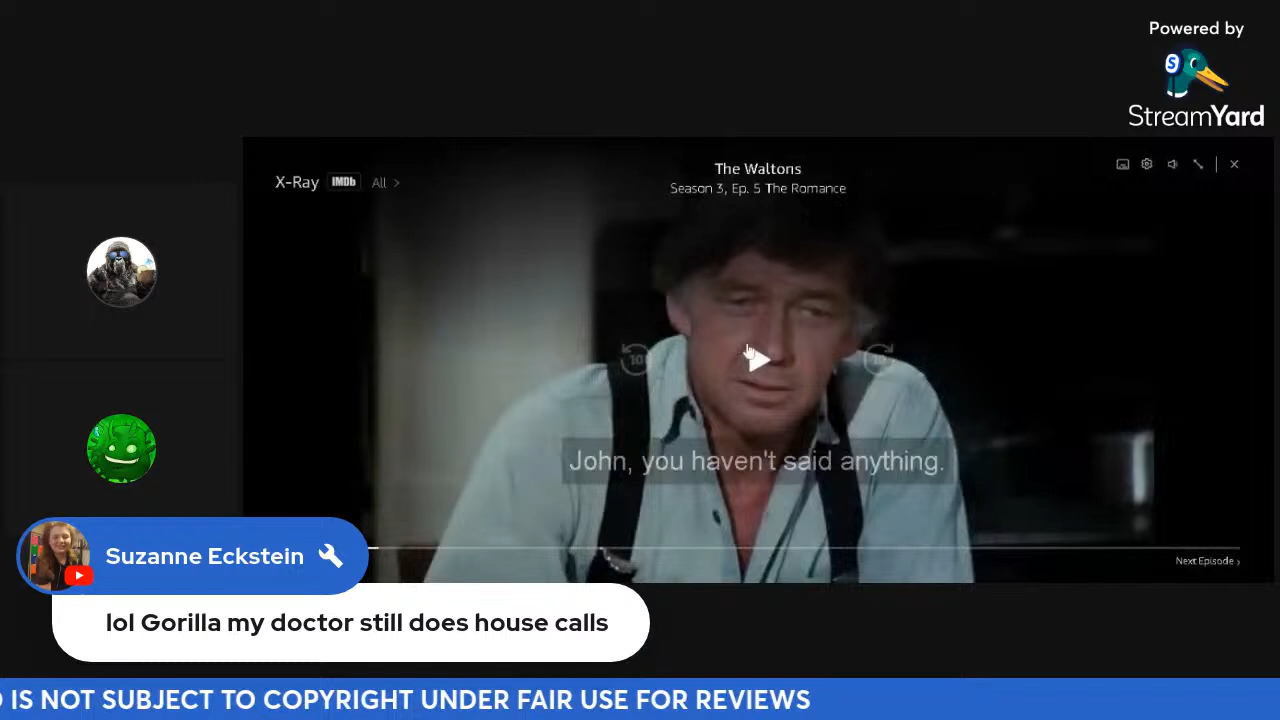 Powered by
StreamYard
X-Ray IMDb All >
The Waltons
Season 3, Ep. 5 The Romance
10 10
John, you haven't said anything.
Next Episode >
Suzanne Eckstein
lol Gorilla my doctor still does house calls
IS NOT SUBJECT TO COPYRIGHT UNDER FAIR USE FOR REVIEWS